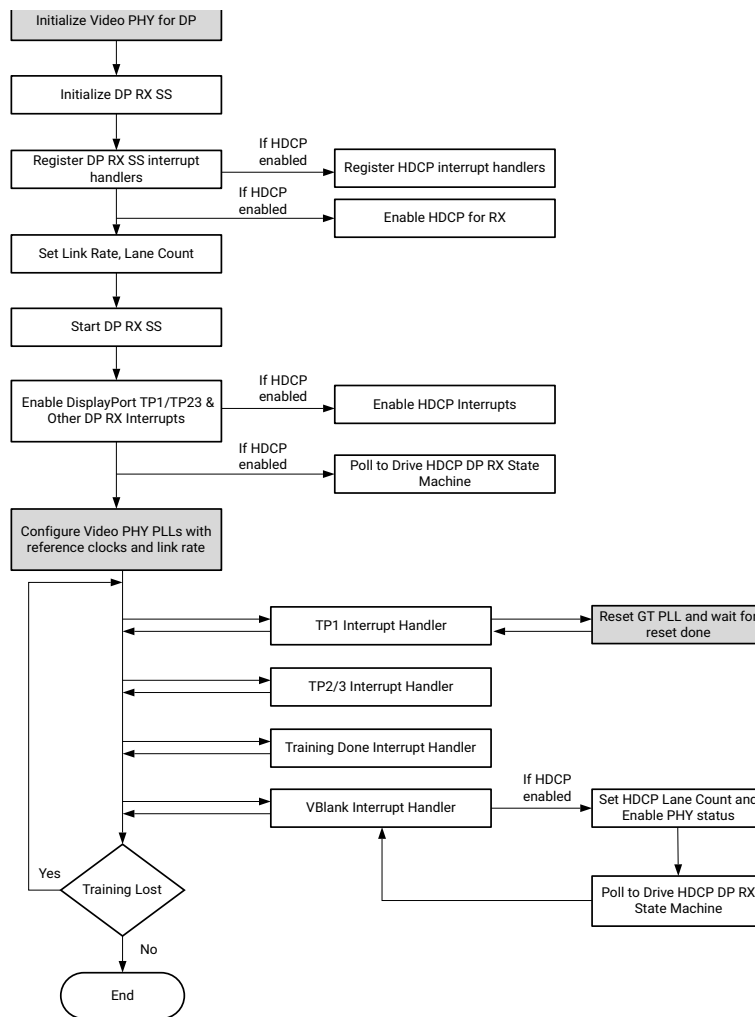 Initialize Video PHY for DP
Initialize DP RX SS
Register DP RX SS interrupt
handlers
If HDCP
enabled
Register HDCP interrupt handlers
If HDCP
enabled
Enable HDCP for RX
Set Link Rate, Lane Count
Start DP RX SS
Enable DisplayPort TP1/TP23 &
Other DP RX Interrupts
If HDCP
enabled
Enable HDCP Interrupts
If HDCP
enabled
Poll to Drive HDCP DP RX State
Machine
Configure Video PHY PLLs with
reference clocks and link rate
TP1 Interrupt Handler
Reset GT PLL and wait for
reset done
TP2/3 Interrupt Handler
Training Done Interrupt Handler
VBlank Interrupt Handler
If HDCP
enabled
Set HDCP Lane Count and
Enable PHY status
Yes
Training Lost
Poll to Drive HDCP DP RX
State Machine
No
End